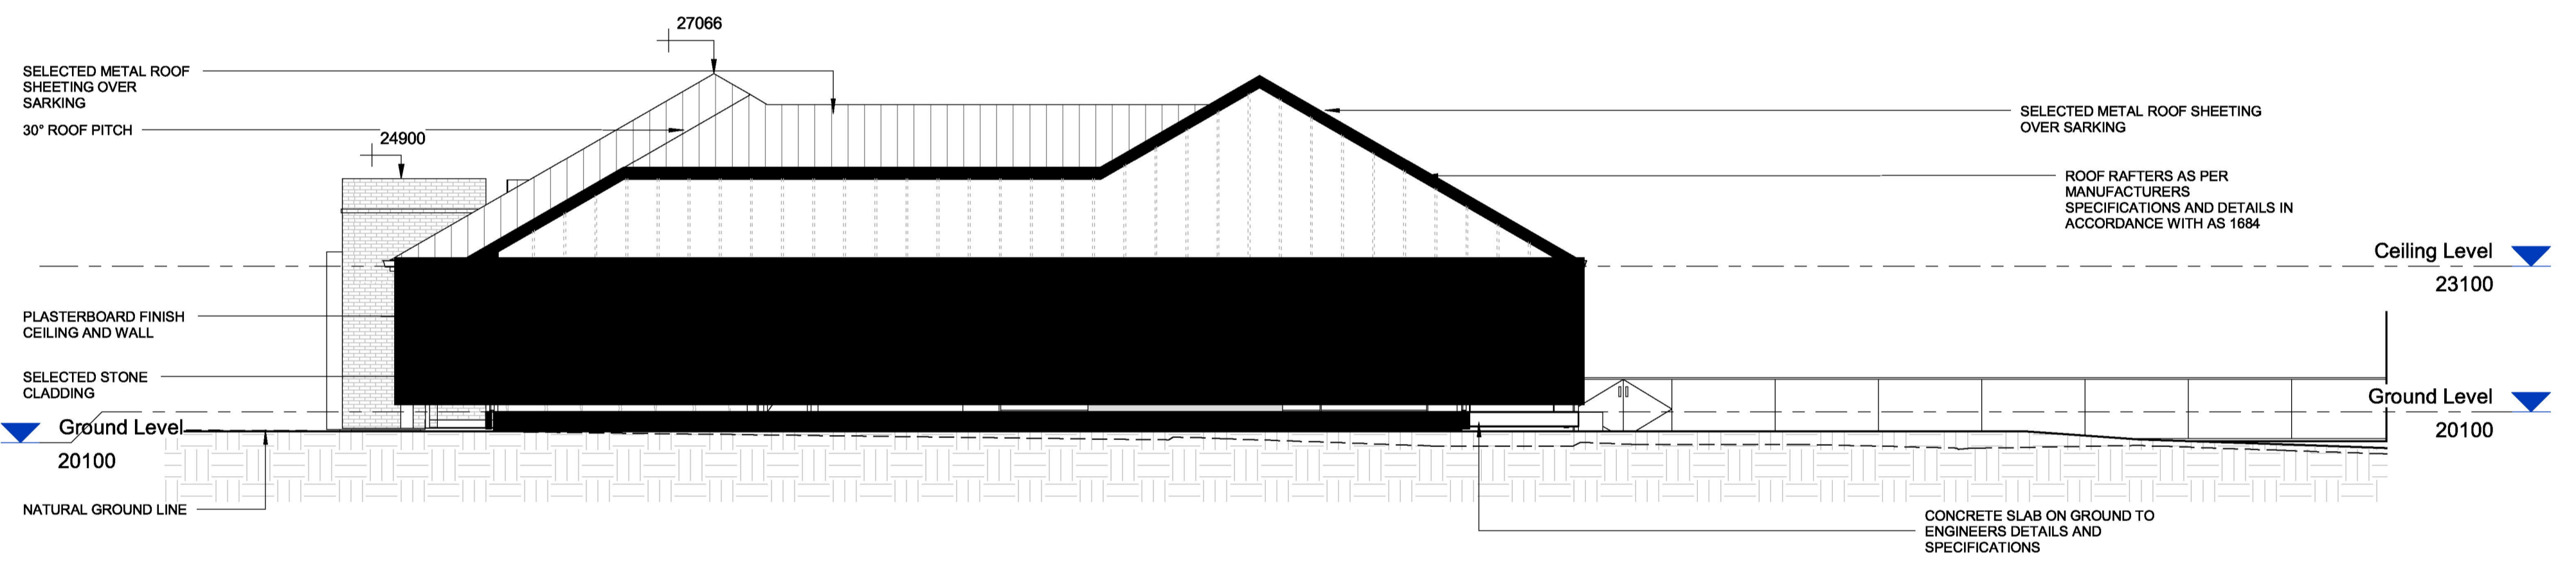 27066
SELECTED METAL ROOF
SHEETING OVER
SARKING
30° ROOF PITCH
24900
SELECTED METAL ROOF SHEETING
OVER SARKING
ROOF RAFTERS AS PER
MANUFACTURERS
SPECIFICATIONS AND DETAILS IN
ACCORDANCE WITH AS 1684
Ceiling Level
23100
PLASTERBOARD FINISH
CEILING AND WALL
SELECTED STONE
CLADDING
Ground Level
20100
Ground Level
20100
NATURAL GROUND LINE
CONCRETE SLAB ON GROUND TO
ENGINEERS DETAILS AND
SPECIFICATIONS